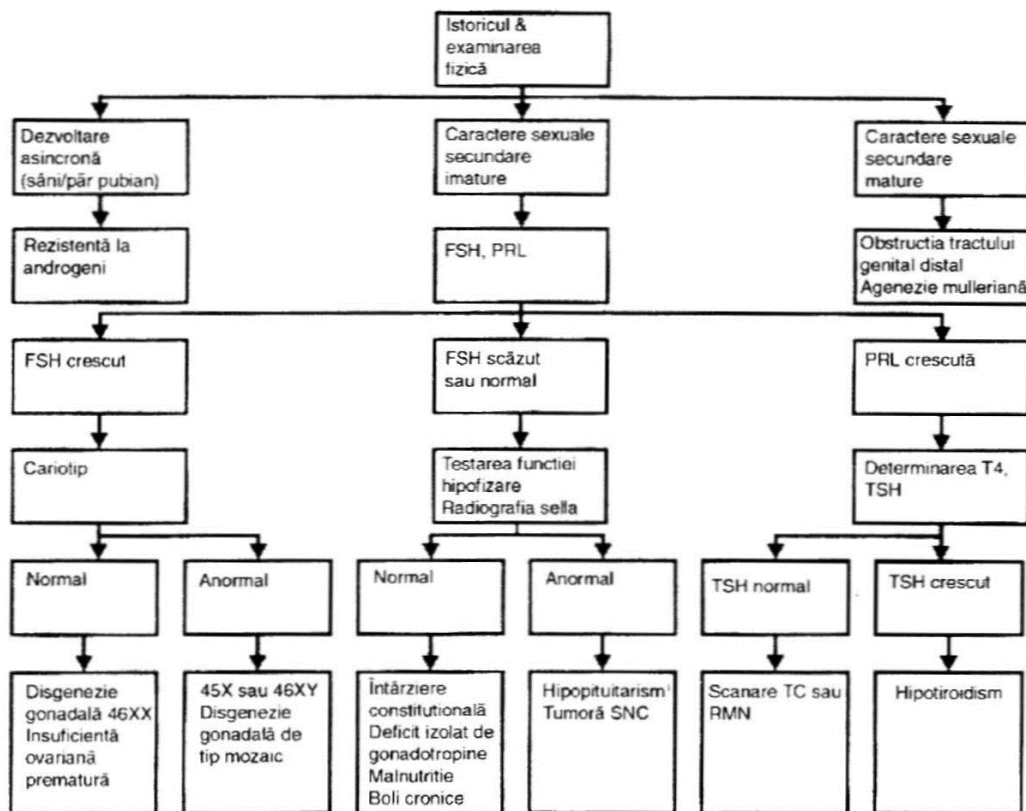 Istoricul &
examinarea
fizică
Dezvoltare
asincronă
(sâni/păr pubian)
Caractere sexuale
secundare
imature
Caractere sexuale
secundare
mature
Rezistentă la
androgeni
FSH, PRL
Obstructia tractului
genital distal
Agenezie mulleriană
FSH crescut
FSH scăzut
sau normal
PRL crescută
Cariotip
Testarea functiei
hipofizare
Radiografia sella
Determinarea T4,
TSH
Normal
Anormal
Normal
Anormal
TSH normal
TSH crescut
Disgenezie
gonadală 46XX
Insuficientă
ovariană
prematură
45X sau 46XY
Disgenezie
gonadală de
tip mozaic
Întârziere
constitutională
Deficit izolat de
gonadotropine
Malnutritie
Boli cronice
Hipopituitarism
Tumoră SNC
Scanare TC sau
RMN
Hipotiroidism